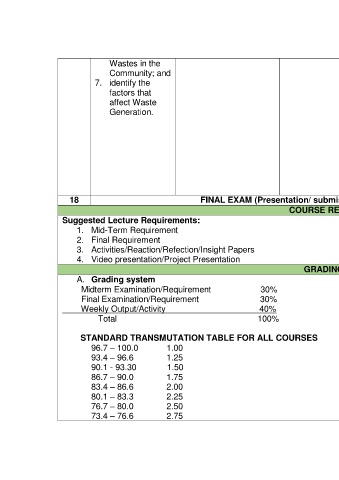 Wastes in the
Community; and
7. identify the
factors that
affect Waste
Generation.
18 FINAL EXAM (Presentation/ submi
COURSE RE
Suggested Lecture Requirements:
1. Mid-Term Requirement
2. Final Requirement
3. Activities/Reaction/Refection/Insight Papers
4. Video presentation/Project Presentation
GRADING
A. Grading system
Midterm Examination/Requirement 30%
Final Examination/Requirement 30%
Weekly Output/Activity 40%
Total 100%
STANDARD TRANSMUTATION TABLE FOR ALL COURSES
96.7 – 100.0 1.00
93.4 – 96.6 1.25
90.1 - 93.30 1.50
86.7 – 90.0 1.75
83.4 – 86.6 2.00
80.1 – 83.3 2.25
76.7 – 80.0 2.50
73.4 – 76.6 2.75